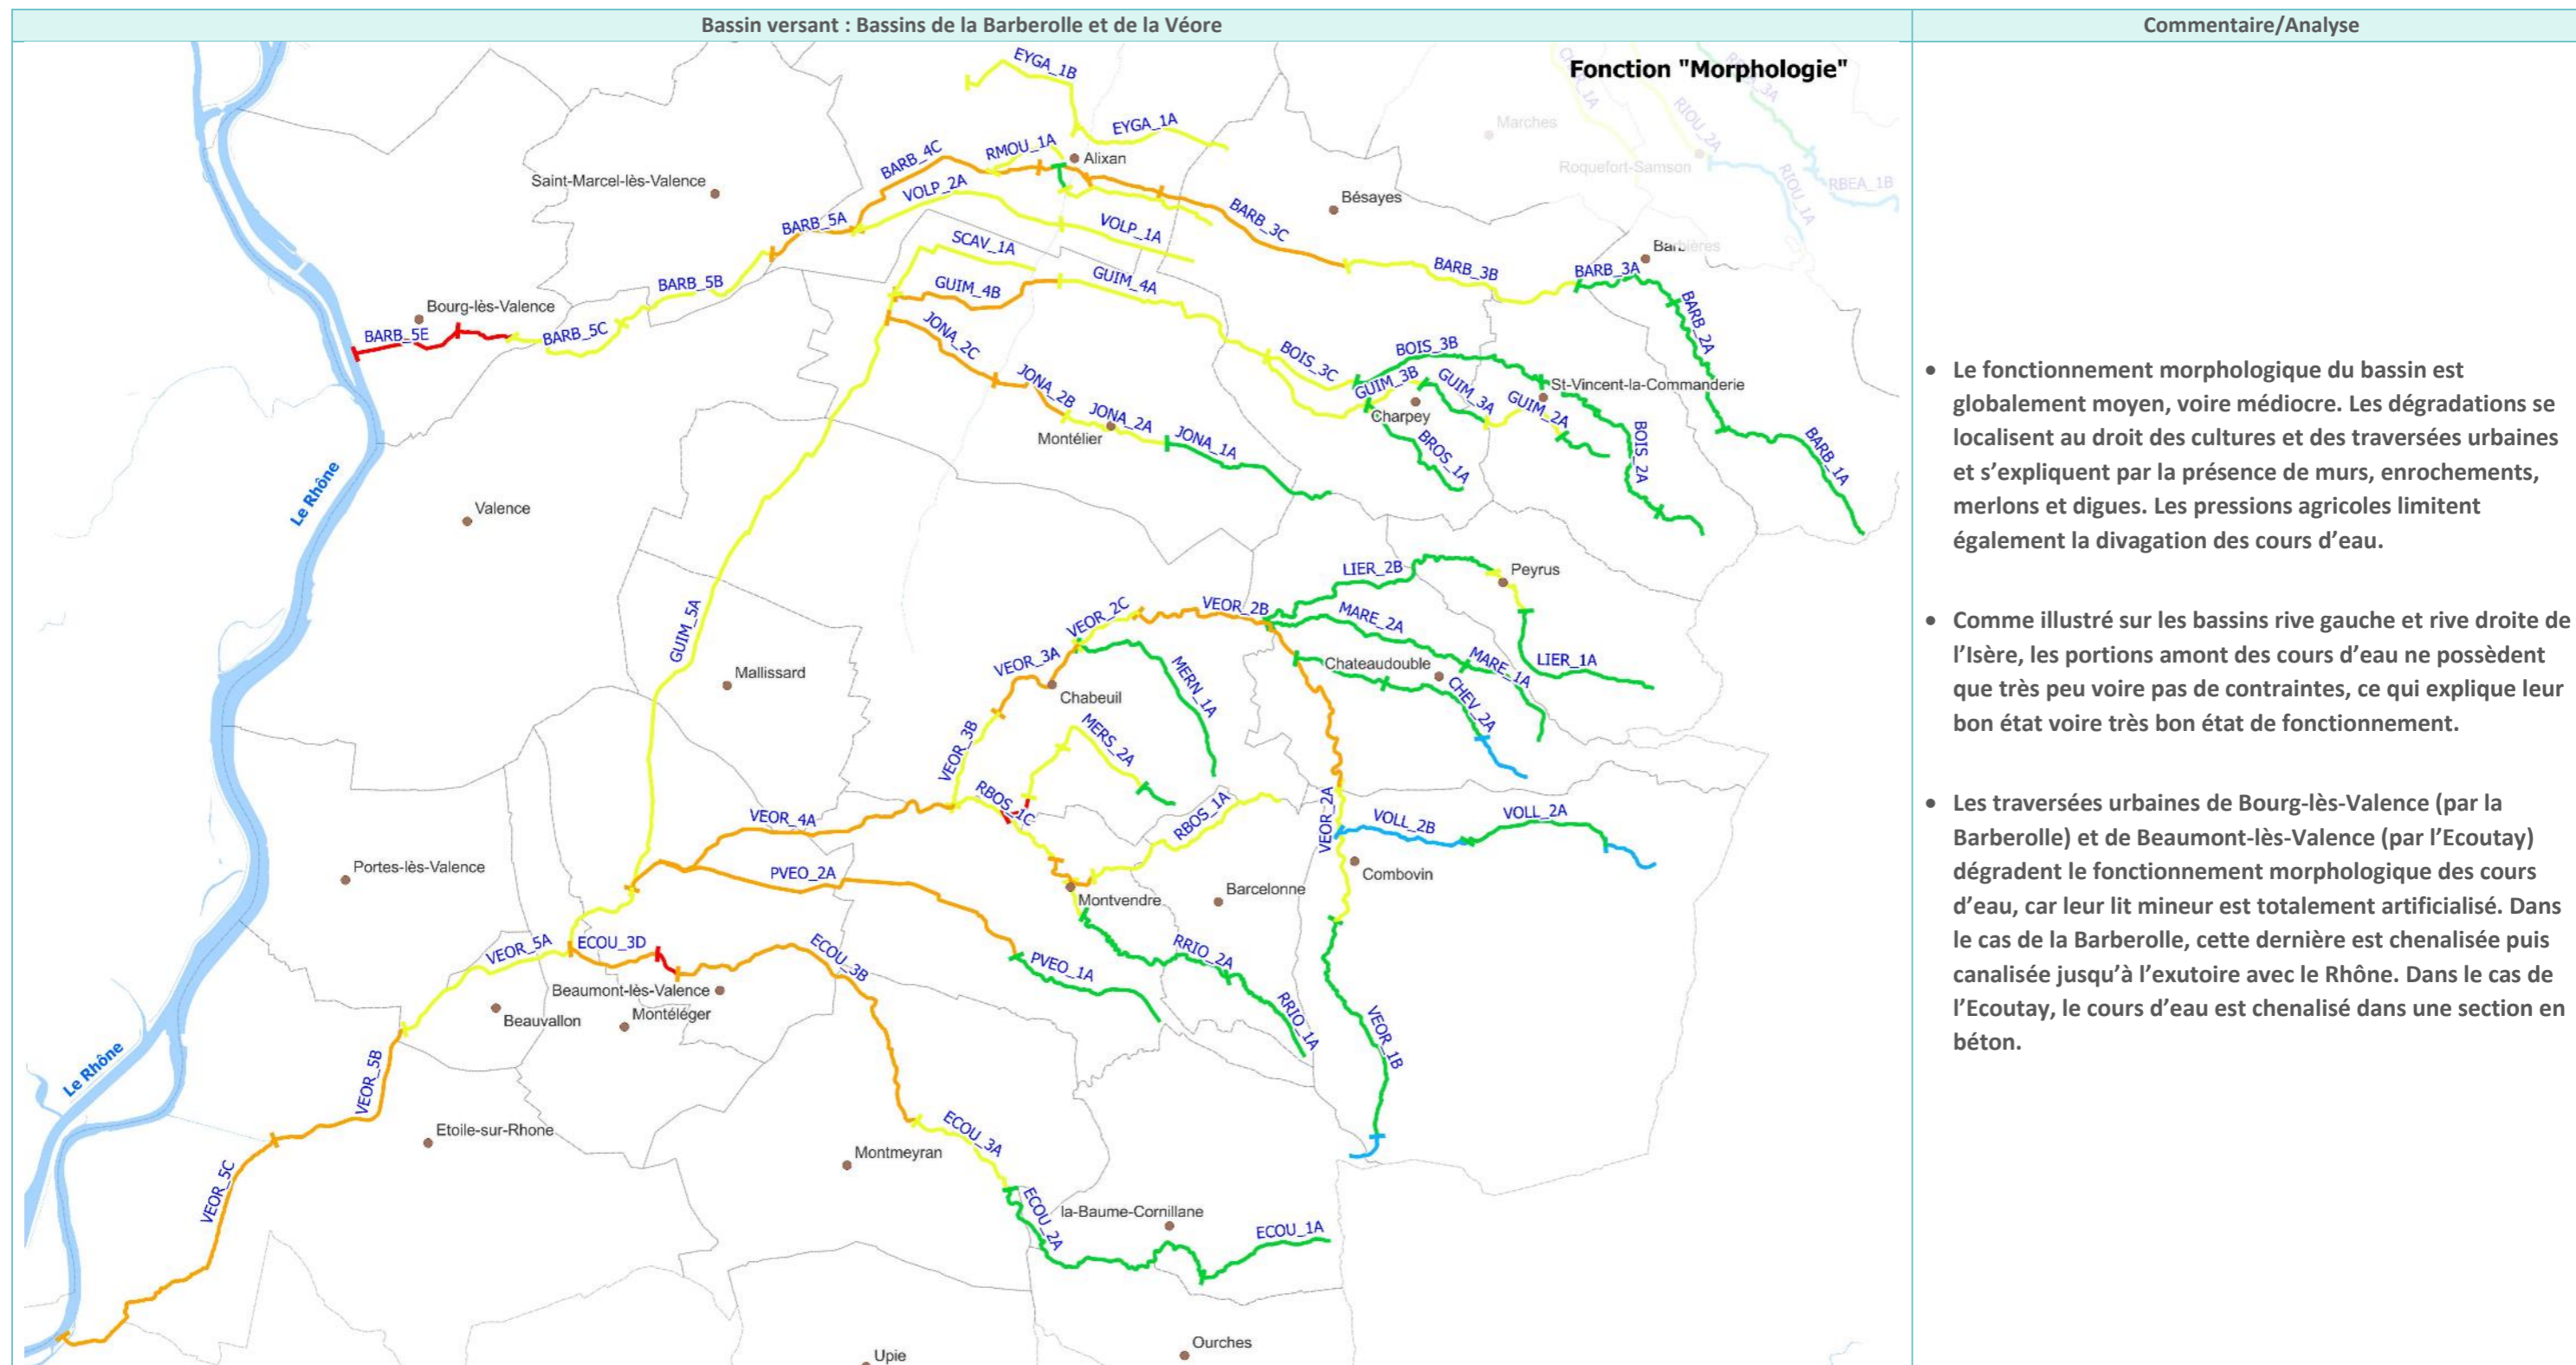 Bassin versant : Bassins de la Barberolle et de la Véore
Commentaire/Analyse
Fonction "Morphologie"
EYGA_1B
EYGA_1A
BARB_4C
RMOU_1A
Alixan
Marches
RIOU_2A
Roquefort-Samson
RIOU_1A
RBEA_1B
Saint-Marcel-lès-Valence
VOLP_2A
BARB_5A
VOLP_1A
BARB_3C
Bésayes
SCAV_1A
Barbières
BARB_3B
BARB_3A
BARB_5B
GUIM_4B
GUIM_4A
BARB_2A
Bourg-lès-Valence
BARB_5E
BARB_5C
JONA_2C
BOIS_3C
BOIS_3B
GUIM_3B
GUIM_3A
GUIM_2A
St-Vincent-la-Commanderie
JONA_2B
JONA_2A
Montélier
JONA_1A
Charpey
BROS_1A
BOIS_2A
BARB_1A
Le Rhône
Valence
LIER_2B
Peyrus
GUIM_5A
VEOR_2C
VEOR_2B
MARE_2A
VEOR_3A
MERN_1A
Chateaudouble
MARE_1A
LIER_1A
Mallissard
Chabeuil
CHEV_2A
VEOR_3B
MERS_2A
RBOS_1C
RBOS_1A
VEOR_2A
VEOR_4A
VOLL_2B
VOLL_2A
Portes-lès-Valence
PVEO_2A
Combovin
Barcelonne
Montvendre
VEOR_5A
ECOU_3D
ECOU_3B
PVEO_1A
RRIO_2A
RRIO_1A
Beaumont-lès-Valence
Beauvallon
Montéléger
VEOR_1B
Le Rhône
VEOR_5B
Etoile-sur-Rhone
ECOU_3A
Montmeyran
VEOR_5C
ECOU_2A
la-Baume-Cornillane
ECOU_1A
Ourches
Upie
• Le fonctionnement morphologique du bassin est
globalement moyen, voire médiocre. Les dégradations se
localisent au droit des cultures et des traversées urbaines
et s’expliquent par la présence de murs, enrochements,
merlons et digues. Les pressions agricoles limitent
également la divagation des cours d’eau.
• Comme illustré sur les bassins rive gauche et rive droite de
l’Isère, les portions amont des cours d’eau ne possèdent
que très peu voire pas de contraintes, ce qui explique leur
bon état voire très bon état de fonctionnement.
• Les traversées urbaines de Bourg-lès-Valence (par la
Barberolle) et de Beaumont-lès-Valence (par l’Ecoutay)
dégradent le fonctionnement morphologique des cours
d’eau, car leur lit mineur est totalement artificialisé. Dans
le cas de la Barberolle, cette dernière est chenalisée puis
canalisée jusqu’à l’exutoire avec le Rhône. Dans le cas de
l’Ecoutay, le cours d’eau est chenalisé dans une section en
béton.